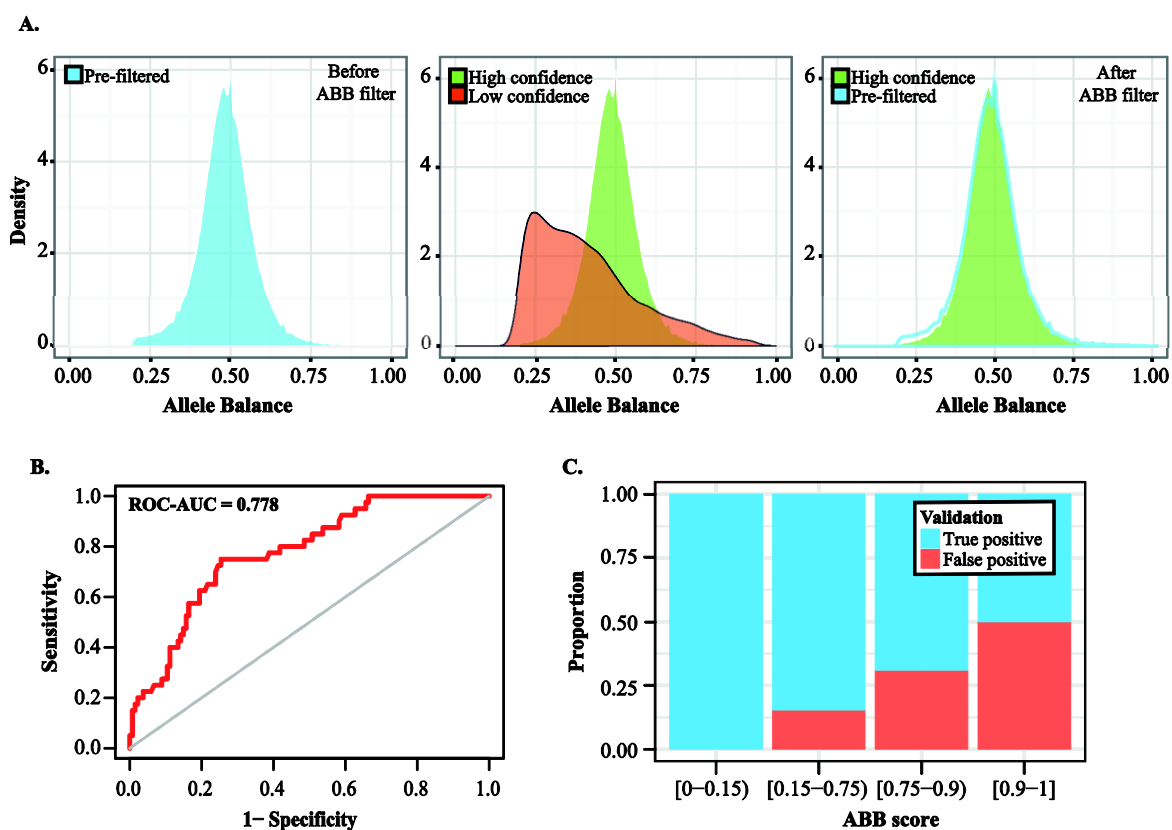 A.
Pre-filtered
Before
ABB filter
High confidence
Low confidence
High confidence
Pre-filtered
After
ABB filter
Density
6
4
2
0
6
4
2
0
6
4
2
0
0.00 0.25 0.50 0.75 1.00
0.00 0.25 0.50 0.75 1.00
0.00 0.25 0.50 0.75 1.00
Allele Balance
Allele Balance
Allele Balance
B.
ROC-AUC = 0.778
Sensitivity
1.0
0.8
0.6
0.4
0.2
0.0
0.0 0.2 0.4 0.6 0.8 1.0
1− Specificity
C.
Validation
True positive
False positive
Proportion
1.00
0.75
0.50
0.25
0.00
[0−0.15) [0.15−0.75) [0.75−0.9) [0.9−1]
ABB score